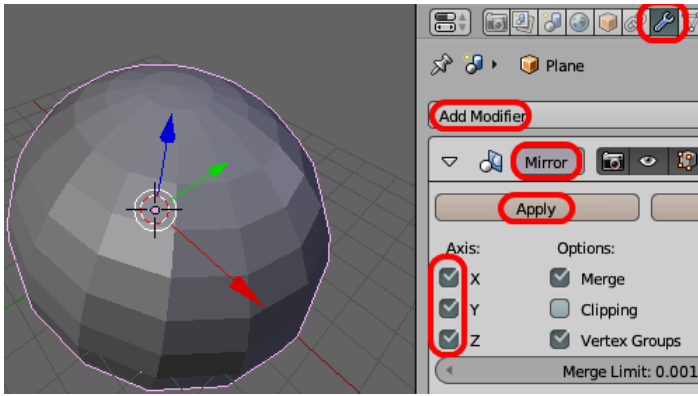 Plane
Add Modifier
Mirror
Apply
Axis: Options:
X Merge
Y Clipping
Z Vertex Groups
Merge Limit: 0.001